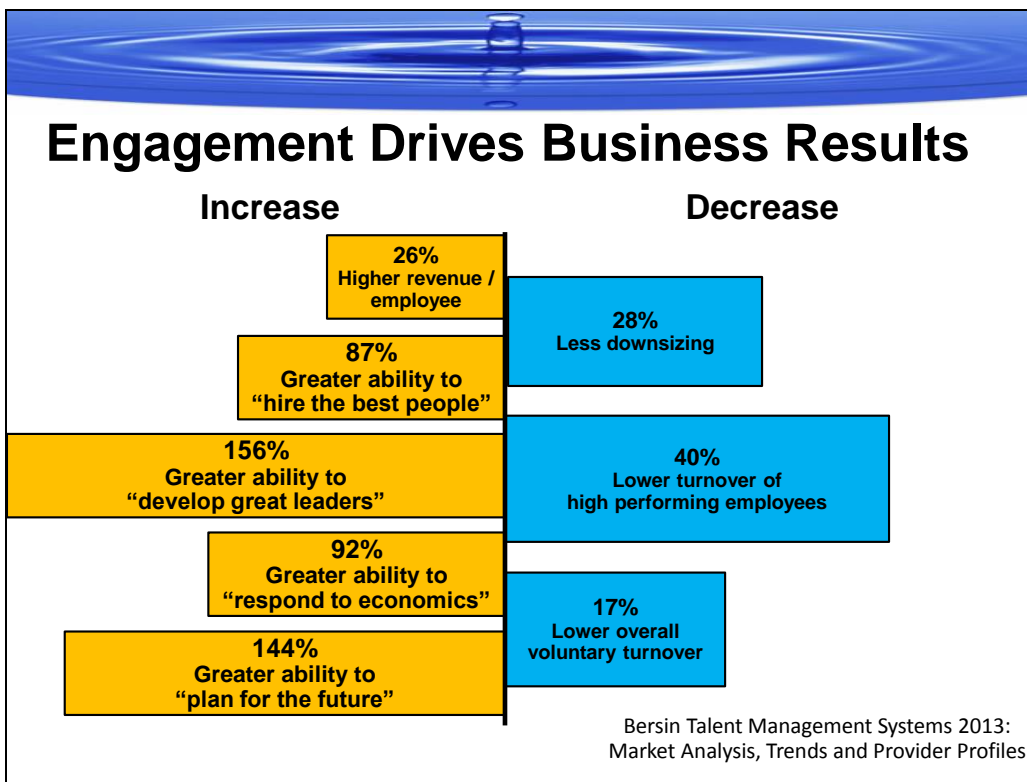 Engagement Drives Business Results
Increase
26%
Higher revenue /
employee
87%
Greater ability to
“hire the best people”
156%
Greater ability to
“develop great leaders”
92%
Greater ability to
“respond to economics”
144%
Greater ability to
“plan for the future”
Decrease
28%
Less downsizing
40%
Lower turnover of
high performing employees
17%
Lower overall
voluntary turnover
Bersin Talent Management Systems 2013:
Market Analysis, Trends and Provider Profiles